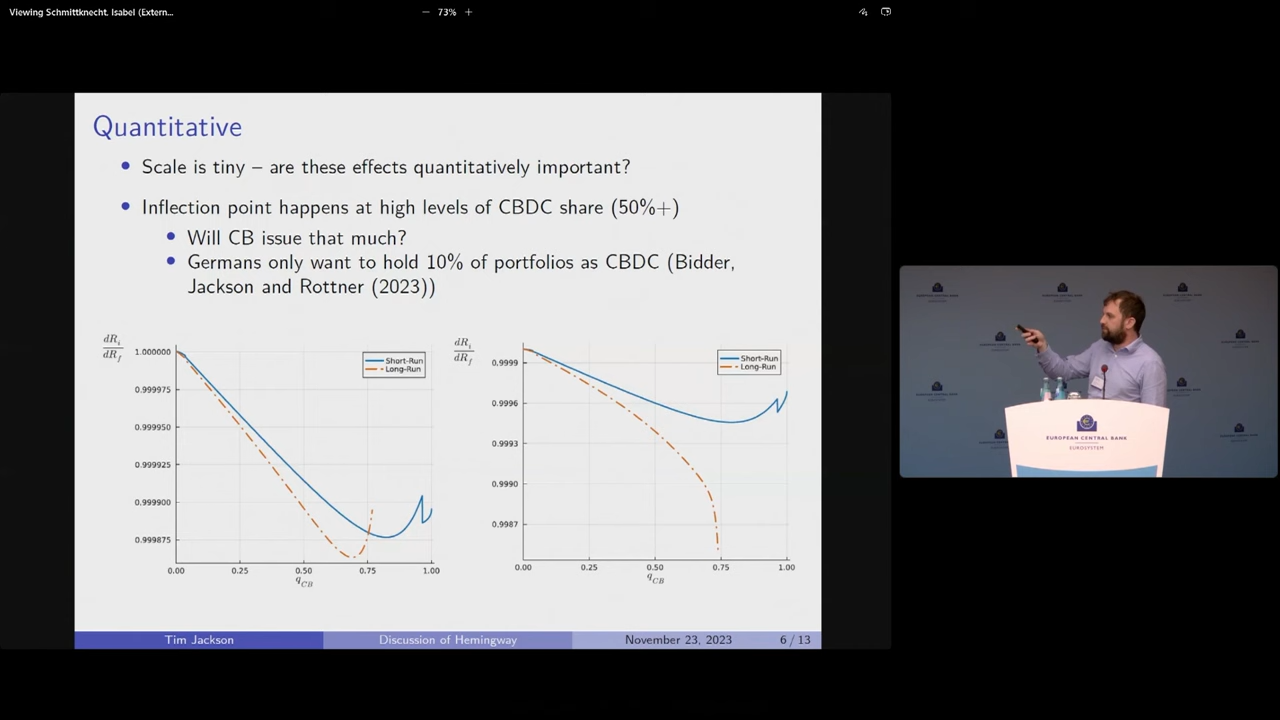 Viewing Schmittknecht, Isabel (Extern...
− 73% +
Quantitative
Scale is tiny – are these effects quantitatively important?
Inflection point happens at high levels of CBDC share (50%+)
Will CB issue that much?
Germans only want to hold 10% of portfolios as CBDC (Bidder,
Jackson and Rottner (2023))
dR_i
dR_f
1.000000
0.999975
0.999950
0.999925
0.999900
0.999875
Short-Run
Long-Run
0.00 0.25 0.50 0.75 1.00
q_CB
dR_i
dR_f
0.9999
0.9996
0.9993
0.9990
0.9987
Short-Run
Long-Run
0.00 0.25 0.50 0.75 1.00
q_CB
Tim Jackson Discussion of Hemingway November 23, 2023 6 / 13
EUROPEAN CENTRAL BANK
EUROSYSTEM